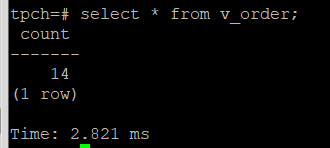 tpch=# select * from v_order;
 count
-------
    14
(1 row)

Time: 2.821 ms